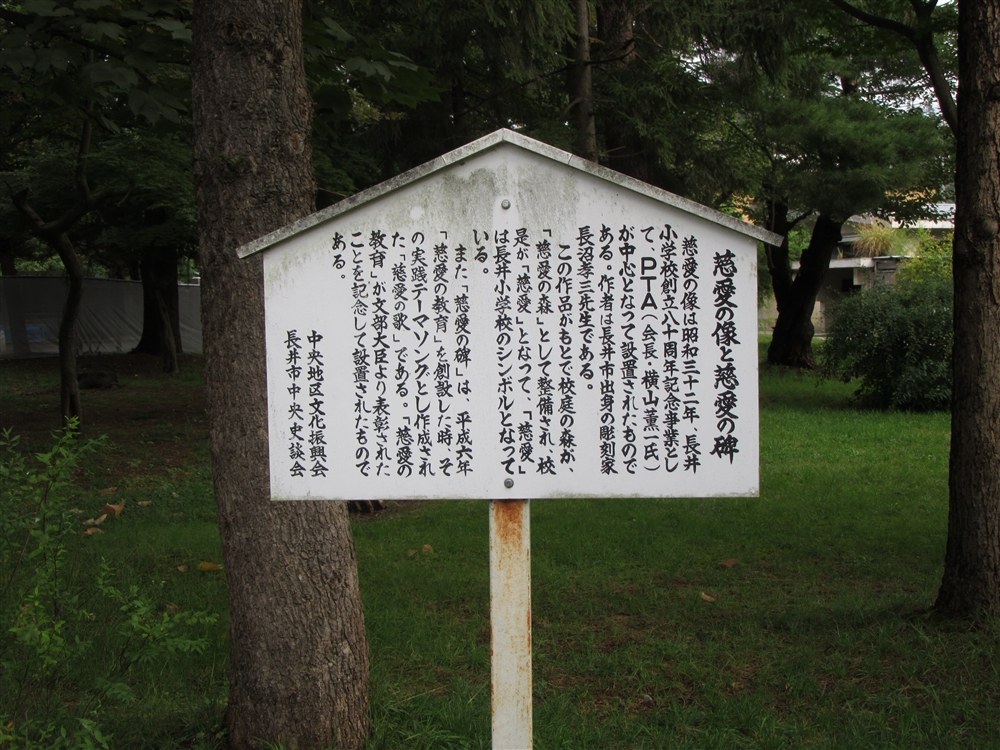 慈愛の像と慈愛の碑
慈愛の像は昭和三十二年、長井
小学校創立八十周年記念事業とし
て、PTA(会長・横山薫一氏)
が中心となって設置されたもので
ある。作者は長井市出身の彫刻家
長沼孝三先生である。
この作品がもとで校庭の森が、
「慈愛の森」として整備され、校
是が「慈愛」となって、「慈愛」
は長井小学校のシンボルとなって
いる。
また、「慈愛の碑」は、平成六年
「慈愛の教育」を創設した時、そ
の実践テーマソングとし作成され
た、「慈愛の歌」である。「慈愛の
教育」が文部大臣より表彰された
ことを記念して設置されたもので
ある。
中央地区文化振興会
長井市中央史談会